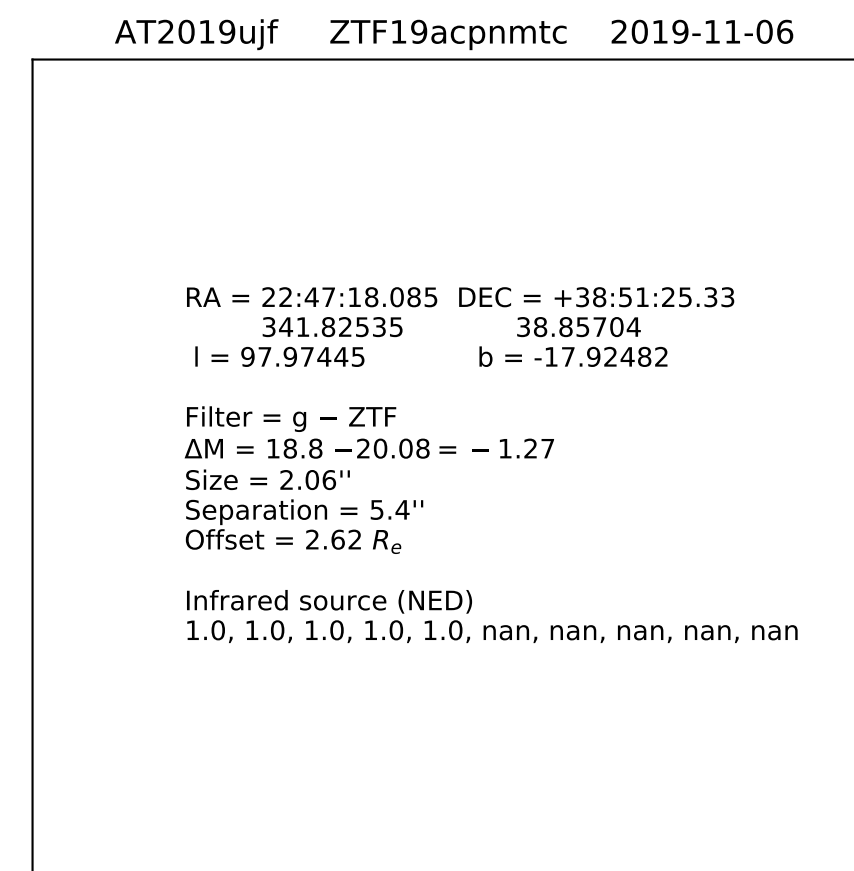 AT2019ujf ZTF19acpnmtc 2019-11-06
RA = 22:47:18.085 DEC = +38:51:25.33
341.82535 38.85704
l = 97.97445 b = -17.92482
Filter = g − ZTF
ΔM = 18.8 −20.08 = − 1.27
Size = 2.06''
Separation = 5.4''
Offset = 2.62 Re
Infrared source (NED)
1.0, 1.0, 1.0, 1.0, 1.0, nan, nan, nan, nan, nan